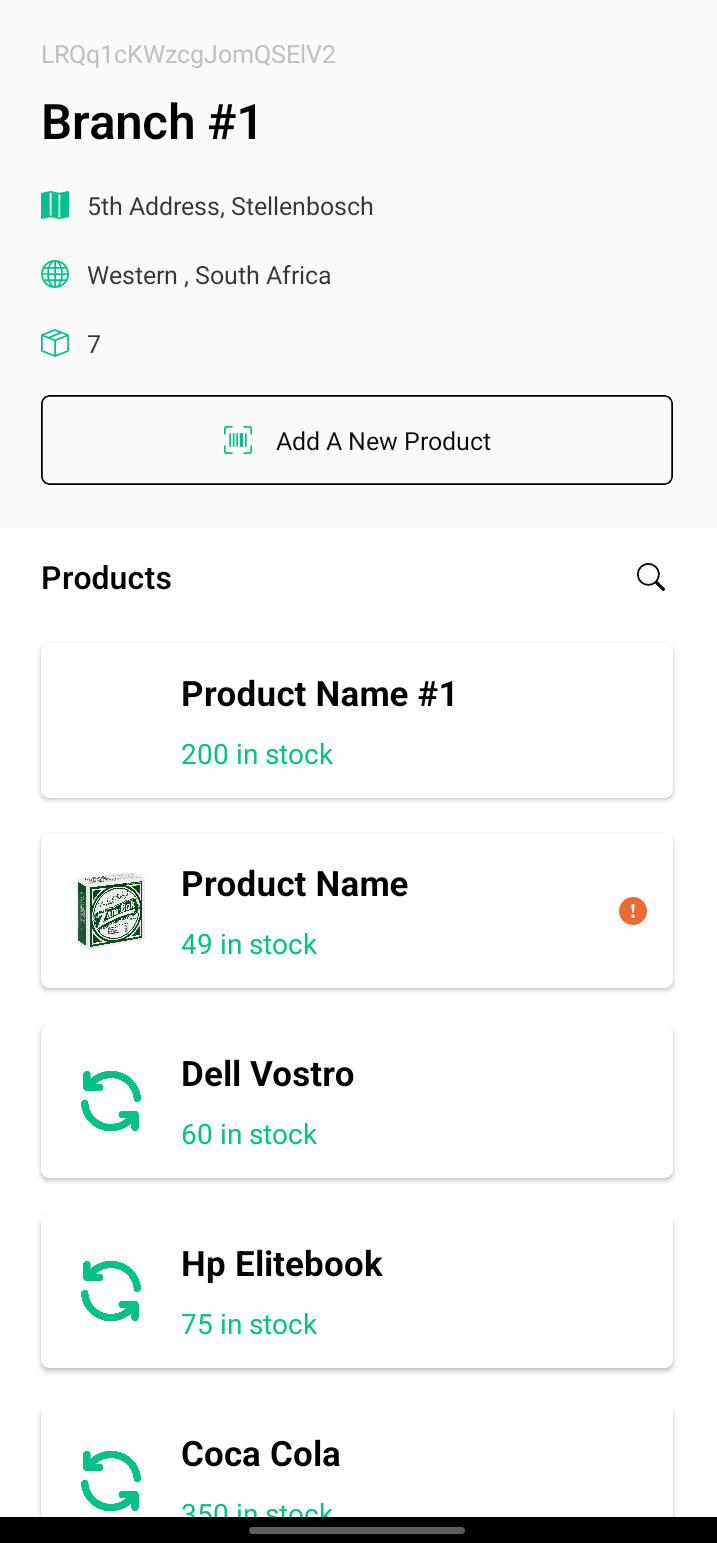 LRQq1cKWzcgJomQSElV2
Branch #1
5th Address, Stellenbosch
Western , South Africa
7
Add A New Product
Products
Product Name #1
200 in stock
Product Name
49 in stock
Dell Vostro
60 in stock
Hp Elitebook
75 in stock
Coca Cola
350 in stock